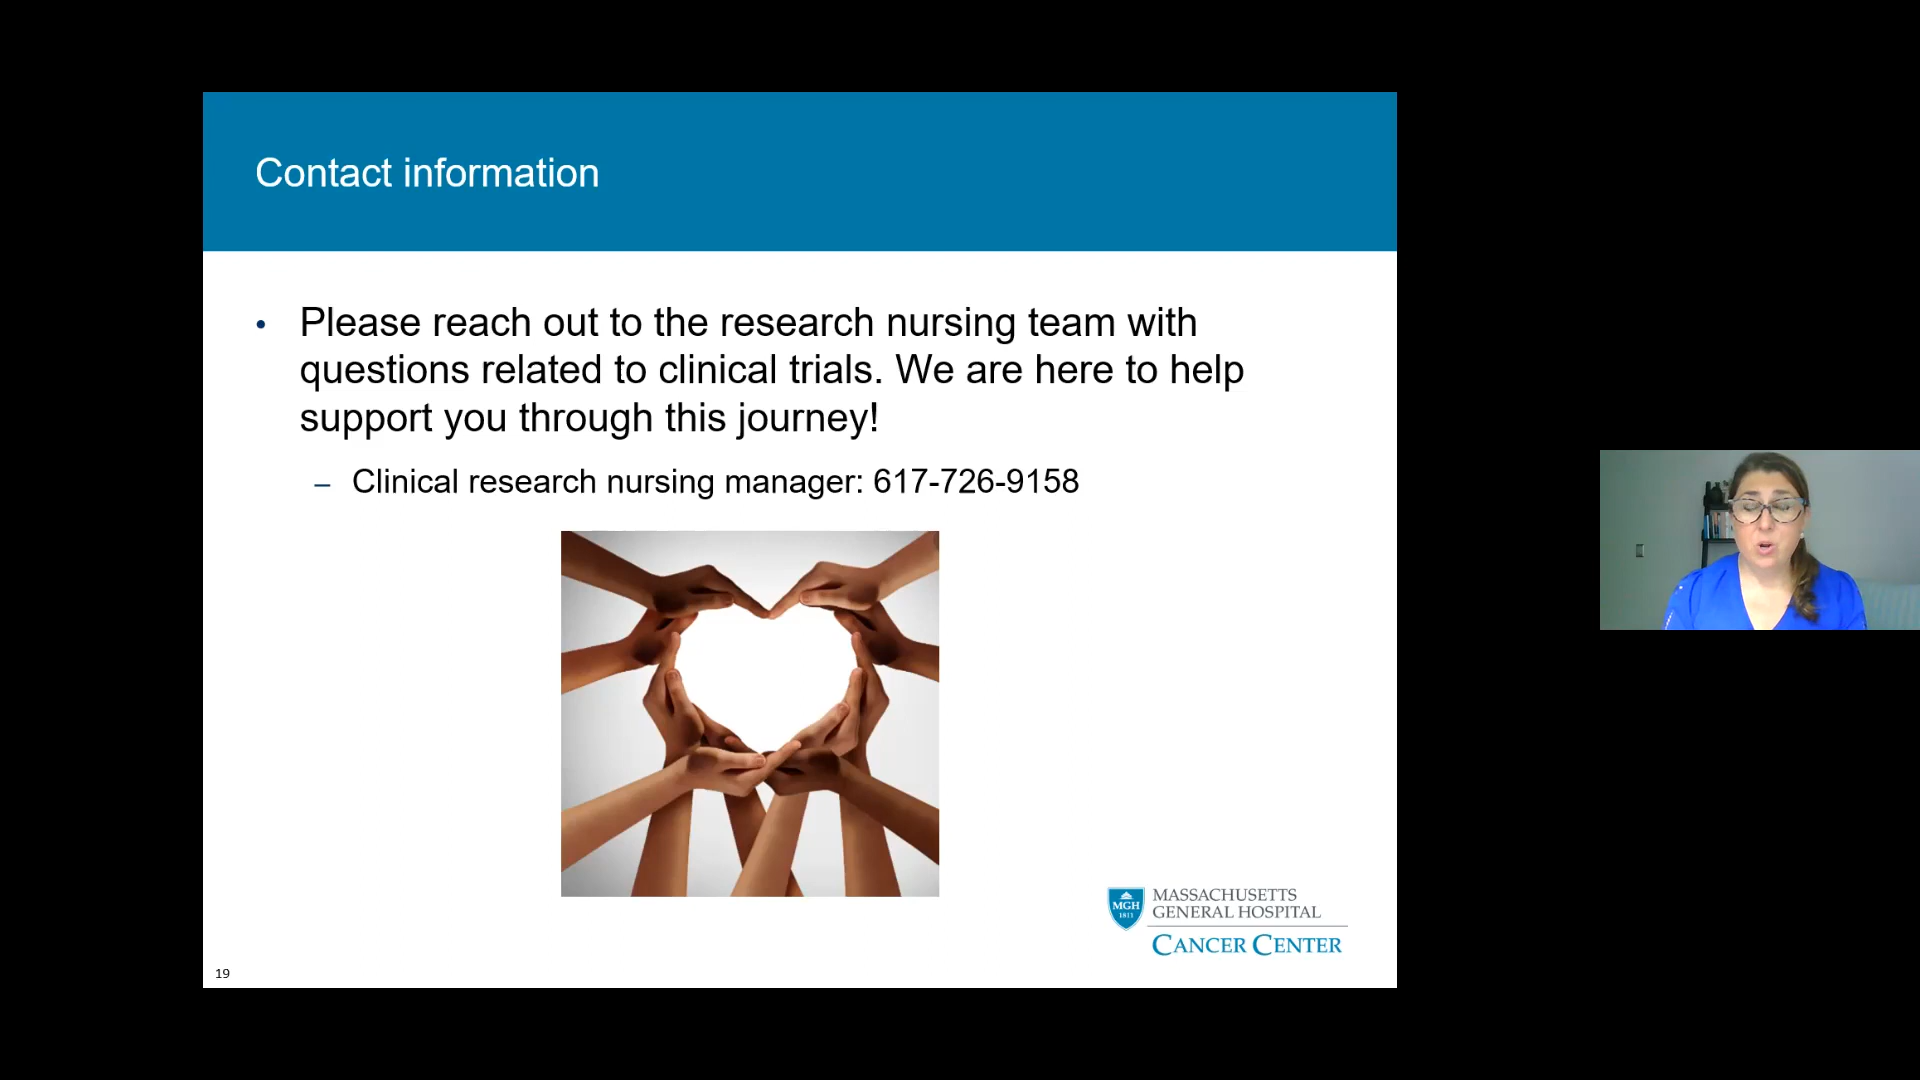 Contact information
• Please reach out to the research nursing team with
questions related to clinical trials. We are here to help
support you through this journey!
– Clinical research nursing manager: 617-726-9158
MGH
1811
MASSACHUSETTS
GENERAL HOSPITAL
CANCER CENTER
19